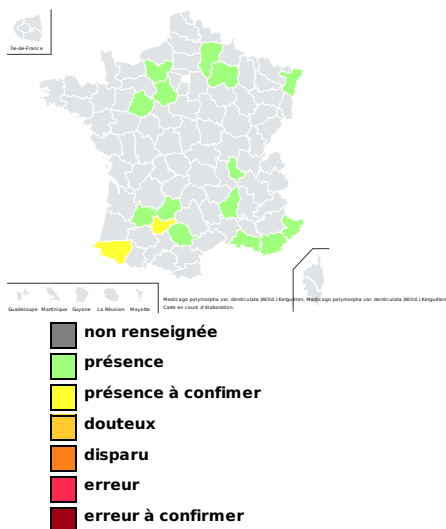 Île-de-France
Guadeloupe Martinique Guyane La Réunion Mayotte
Medicago polymorpha var. denticulata (Willd.) Kerguélen, Medicago polymorpha var. denticulata (Willd.) Kerguélen
Carte en cours d'élaboration.
non renseignée
présence
présence à confimer
douteux
disparu
erreur
erreur à confirmer